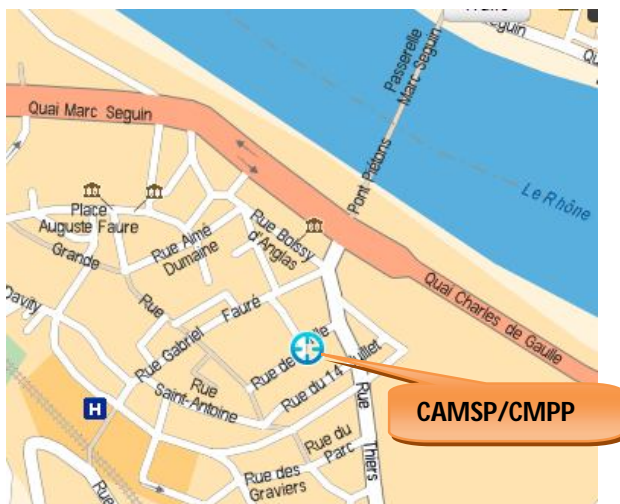 Passerelle
Marc Seguin
Quai Marc Seguin
Pont Piétons
Le Rhône
Place
Auguste Faure
Grande
Rue
Rue Aimé
Dumaine
Rue Boissy
d'Anglas
Quai Charles de Gaulle
Davity
Rue Gabriel Fauré
Rue
Saint-Antoine
Rue du 14 Juillet
CAMSP/CMPP
H
Rue Thiers
Rue du
Parc
Rue des
Graviers
Rue